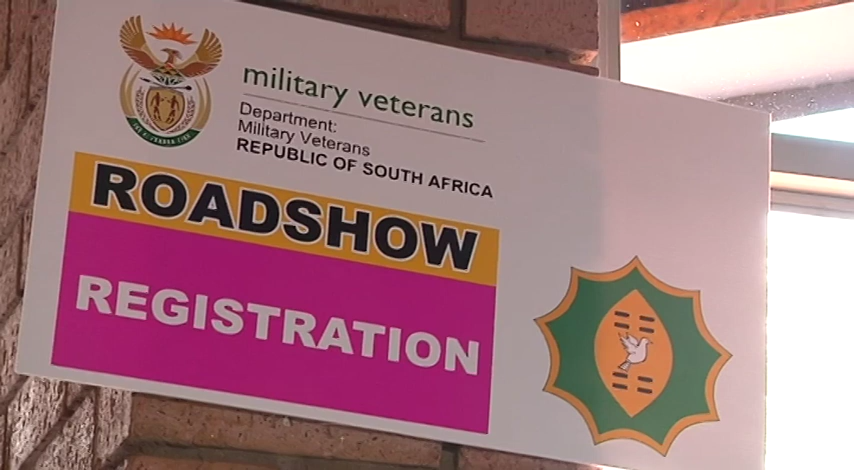 military veterans
Department:
Military Veterans
REPUBLIC OF SOUTH AFRICA
ROADSHOW
REGISTRATION